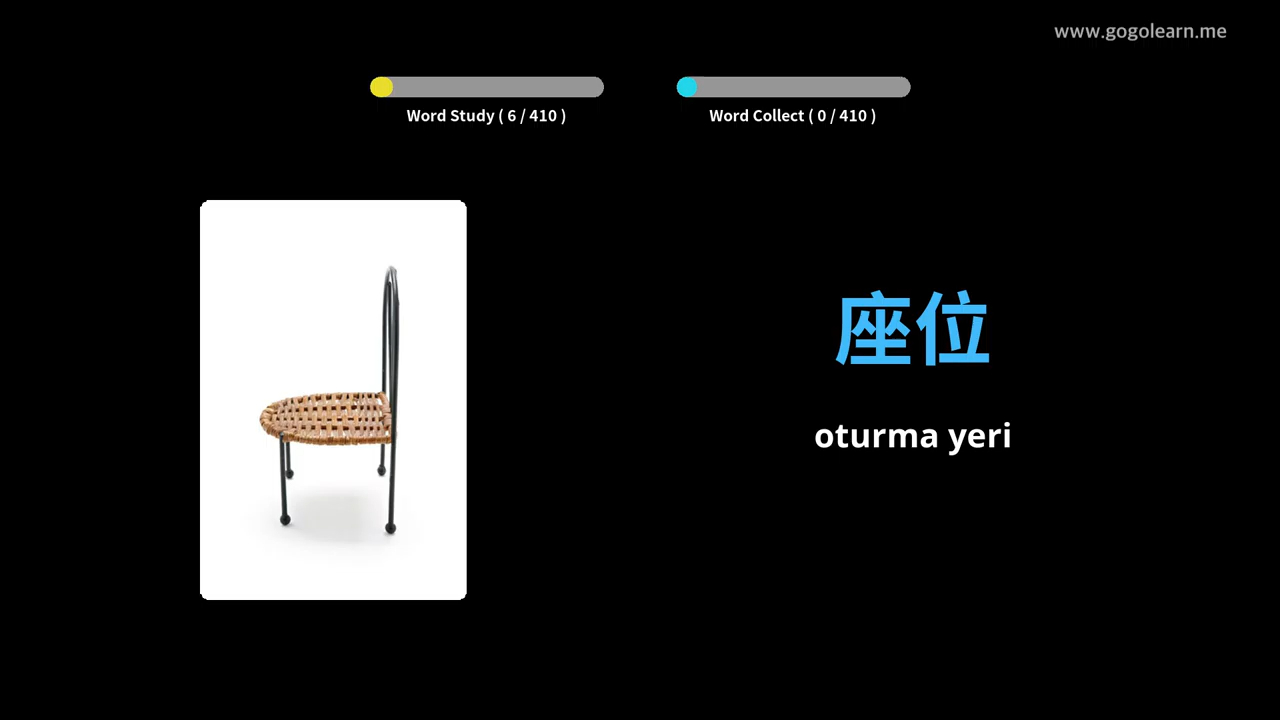 www.gogolearn.me
Word Study ( 6 / 410 )
Word Collect ( 0 / 410 )
座位
oturma yeri